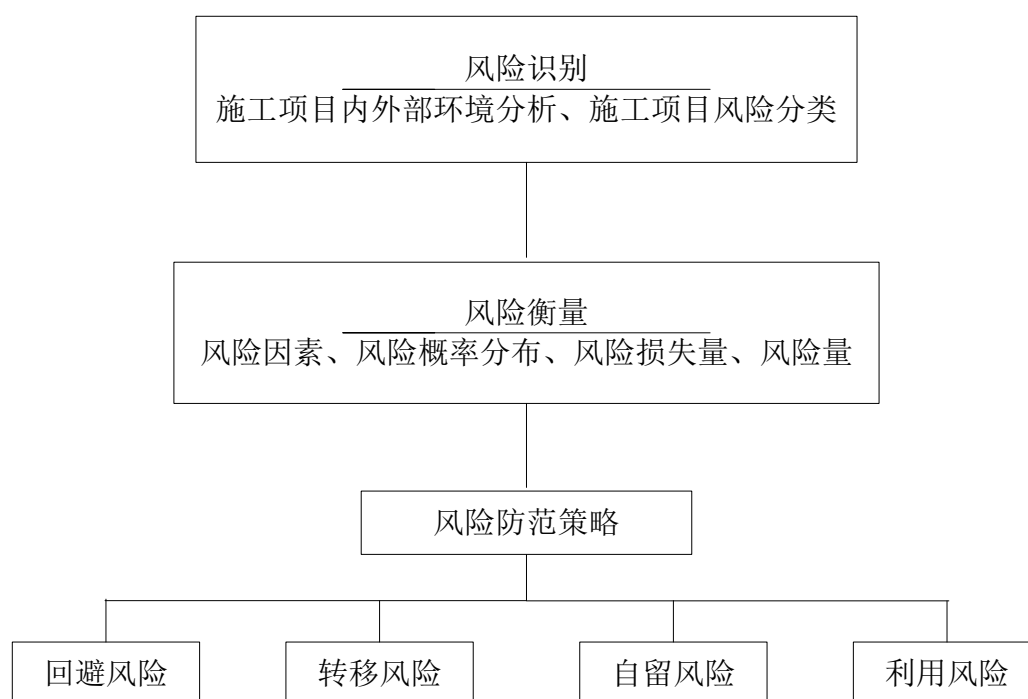 风险识别
施工项目内外部环境分析、施工项目风险分类
风险衡量
风险因素、风险概率分布、风险损失量、风险量
风险防范策略
回避风险
转移风险
自留风险
利用风险